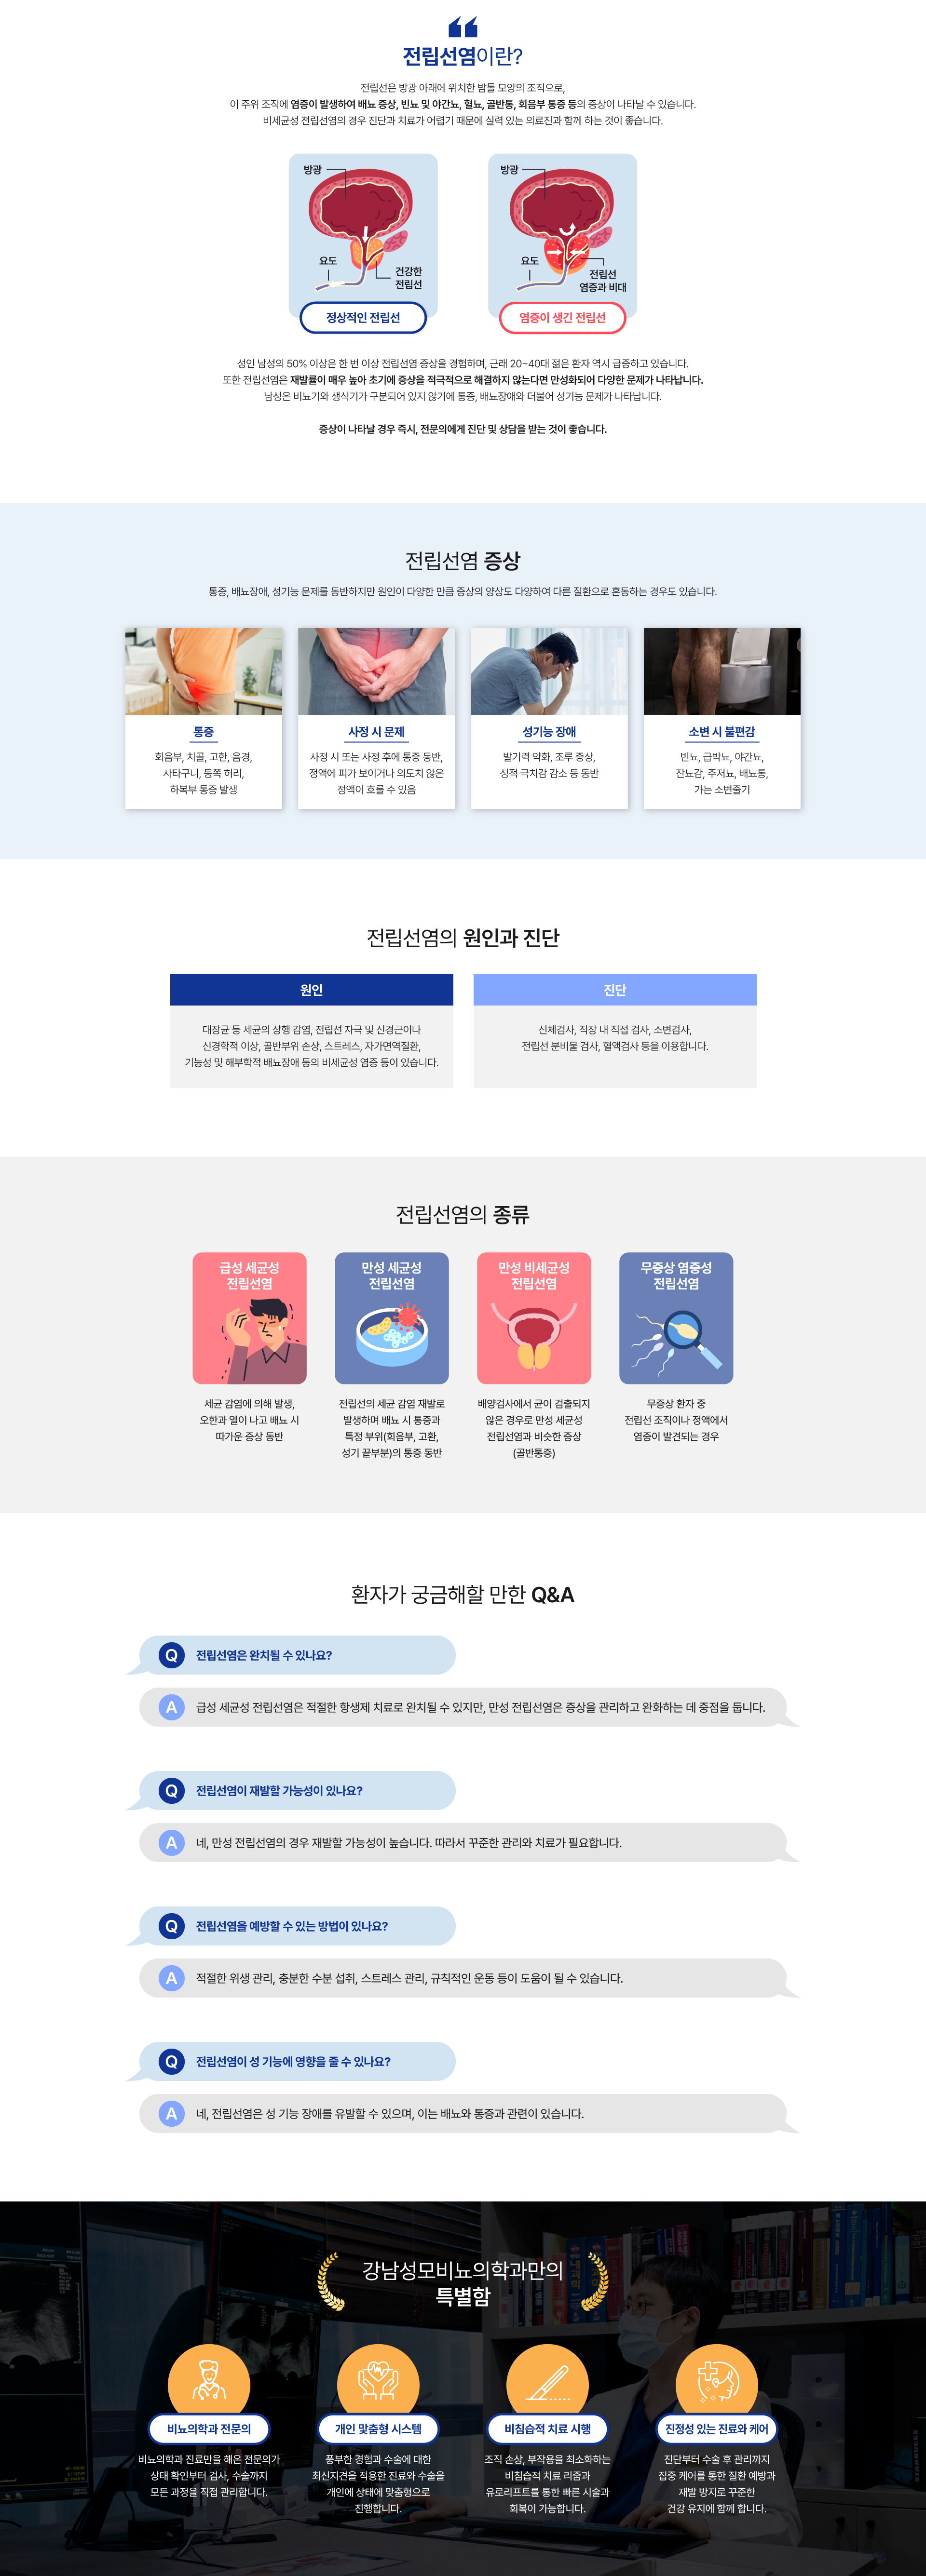 전립선염이란?
전립선은 방광 아래에 위치한 밤톨 모양의 조직으로,
이 주위 조직에 염증이 발생하여 배뇨 증상, 빈뇨 및 야간뇨, 혈뇨, 골반통, 회음부 통증 등의 증상이 나타날 수 있습니다.
비세균성 전립선염의 경우 진단과 치료가 어렵기 때문에 실력 있는 의료진과 함께 하는 것이 좋습니다.
방광
요도
건강한
전립선
정상적인 전립선
방광
요도
전립선
염증과 비대
염증이 생긴 전립선
성인 남성의 50% 이상은 한 번 이상 전립선염 증상을 경험하며, 근래 20~40대 젊은 환자 역시 급증하고 있습니다.
또한 전립선염은 재발률이 매우 높아 초기에 증상을 적극적으로 해결하지 않는다면 만성화되어 다양한 문제가 나타납니다.
남성은 비뇨기와 생식기가 구분되어 있지 않기에 통증, 배뇨장애와 더불어 성기능 문제가 나타납니다.
증상이 나타날 경우 즉시, 전문의에게 진단 및 상담을 받는 것이 좋습니다.
전립선염 증상
통증, 배뇨장애, 성기능 문제를 동반하지만 원인이 다양한 만큼 증상의 양상도 다양하여 다른 질환으로 혼동하는 경우도 있습니다.
통증
회음부, 치골, 고한, 음경,
사타구니, 등쪽 허리,
하복부 통증 발생
사정 시 문제
사정 시 또는 사정 후에 통증 동반,
정액에 피가 보이거나 의도치 않은
정액이 흐를 수 있음
성기능 장애
발기력 약화, 조루 증상,
성적 극치감 감소 등 동반
소변 시 불편감
빈뇨, 급박뇨, 야간뇨,
잔뇨감, 주저뇨, 배뇨통,
가는 소변줄기
전립선염의 원인과 진단
원인
대장균 등 세균의 상행 감염, 전립선 자극 및 신경근이나
신경학적 이상, 골반부위 손상, 스트레스, 자가면역질환,
기능성 및 해부학적 배뇨장애 등의 비세균성 염증 등이 있습니다.
진단
신체검사, 직장 내 직접 검사, 소변검사,
전립선 분비물 검사, 혈액검사 등을 이용합니다.
전립선염의 종류
급성 세균성
전립선염
세균 감염에 의해 발생,
오한과 열이 나고 배뇨 시
따가운 증상 동반
만성 세균성
전립선염
전립선의 세균 감염 재발로
발생하며 배뇨 시 통증과
특정 부위(회음부, 고환,
성기 끝부분)의 통증 동반
만성 비세균성
전립선염
배양검사에서 균이 검출되지
않은 경우로 만성 세균성
전립선염과 비슷한 증상
(골반통증)
무증상 염증성
전립선염
무증상 환자 중
전립선 조직이나 정액에서
염증이 발견되는 경우
환자가 궁금해할 만한 Q&A
Q 전립선염은 완치될 수 있나요?
A 급성 세균성 전립선염은 적절한 항생제 치료로 완치될 수 있지만, 만성 전립선염은 증상을 관리하고 완화하는 데 중점을 둡니다.
Q 전립선염이 재발할 가능성이 있나요?
A 네, 만성 전립선염의 경우 재발할 가능성이 높습니다. 따라서 꾸준한 관리와 치료가 필요합니다.
Q 전립선염을 예방할 수 있는 방법이 있나요?
A 적절한 위생 관리, 충분한 수분 섭취, 스트레스 관리, 규칙적인 운동 등이 도움이 될 수 있습니다.
Q 전립선염이 성 기능에 영향을 줄 수 있나요?
A 네, 전립선염은 성 기능 장애를 유발할 수 있으며, 이는 배뇨와 통증과 관련이 있습니다.
강남성모비뇨의학과만의
특별함
비뇨의학과 전문의
비뇨의학과 진료만을 해온 전문의가
상태 확인부터 검사, 수술까지
모든 과정을 직접 관리합니다.
개인 맞춤형 시스템
풍부한 경험과 수술에 대한
최신지견을 적용한 진료와 수술을
개인에 상태에 맞춤형으로
진행합니다.
비침습적 치료 시행
조직 손상, 부작용을 최소화하는
비침습적 치료 리줌과
유로리프트를 통한 빠른 시술과
회복이 가능합니다.
진정성 있는 진료와 케어
진단부터 수술 후 관리까지
집중 케어를 통한 질환 예방과
재발 방지로 꾸준한
건강 유지에 함께 합니다.